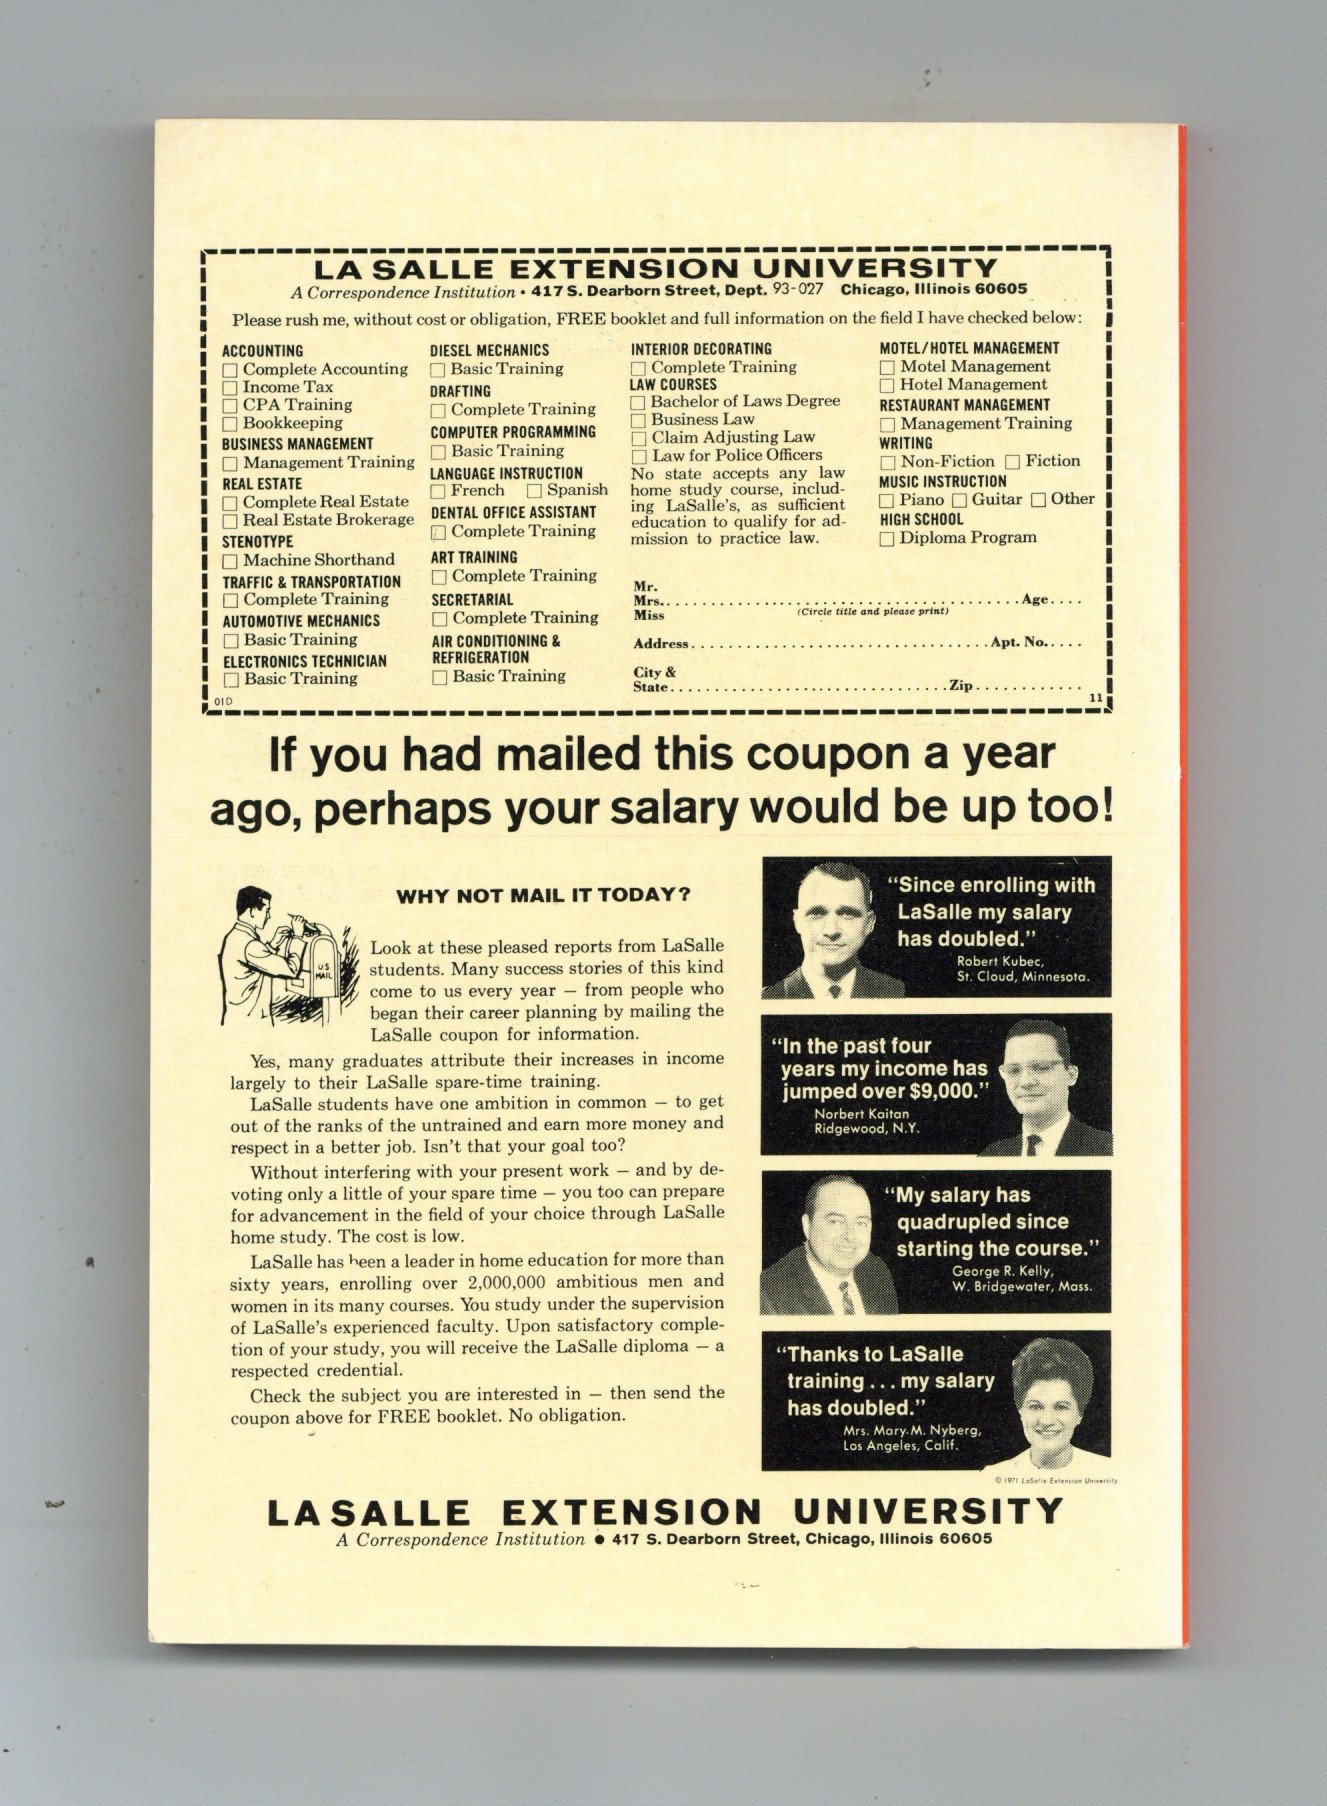 LA SALLE EXTENSION UNIVERSITY
A Correspondence Institution • 417 S. Dearborn Street, Dept. 93-027 Chicago, Illinois 60605
Please rush me, without cost or obligation, FREE booklet and full information on the field I have checked below:
ACCOUNTING
Complete Accounting
Income Tax
CPA Training
Bookkeeping
BUSINESS MANAGEMENT
Management Training
REAL ESTATE
Complete Real Estate
Real Estate Brokerage
STENOTYPE
Machine Shorthand
TRAFFIC & TRANSPORTATION
Complete Training
AUTOMOTIVE MECHANICS
Basic Training
ELECTRONICS TECHNICIAN
Basic Training
01D
DIESEL MECHANICS
Basic Training
DRAFTING
Complete Training
COMPUTER PROGRAMMING
Basic Training
LANGUAGE INSTRUCTION
French Spanish
DENTAL OFFICE ASSISTANT
Complete Training
ART TRAINING
Complete Training
SECRETARIAL
Complete Training
AIR CONDITIONING &
REFRIGERATION
Basic Training
INTERIOR DECORATING
Complete Training
LAW COURSES
Bachelor of Laws Degree
Business Law
Claim Adjusting Law
Law for Police Officers
No state accepts any law
home study course, includ-
ing LaSalle's, as sufficient
education to qualify for ad-
mission to practice law.
MOTEL/HOTEL MANAGEMENT
Motel Management
Hotel Management
RESTAURANT MANAGEMENT
Management Training
WRITING
Non-Fiction Fiction
MUSIC INSTRUCTION
Piano Guitar Other
HIGH SCHOOL
Diploma Program
Mr.
Mrs. Age
Miss (Circle title and please print)
Address Apt. No.
City &
State Zip
11
If you had mailed this coupon a year
ago, perhaps your salary would be up too!
WHY NOT MAIL IT TODAY?
U.S.
MAIL
Look at these pleased reports from LaSalle
students. Many success stories of this kind
come to us every year — from people who
began their career planning by mailing the
LaSalle coupon for information.
Yes, many graduates attribute their increases in income
largely to their LaSalle spare-time training.
LaSalle students have one ambition in common — to get
out of the ranks of the untrained and earn more money and
respect in a better job. Isn't that your goal too?
Without interfering with your present work — and by de-
voting only a little of your spare time — you too can prepare
for advancement in the field of your choice through LaSalle
home study. The cost is low.
LaSalle has been a leader in home education for more than
sixty years, enrolling over 2,000,000 ambitious men and
women in its many courses. You study under the supervision
of LaSalle's experienced faculty. Upon satisfactory comple-
tion of your study, you will receive the LaSalle diploma — a
respected credential.
Check the subject you are interested in — then send the
coupon above for FREE booklet. No obligation.
"Since enrolling with
LaSalle my salary
has doubled."
Robert Kubec,
St. Cloud, Minnesota.
"In the past four
years my income has
jumped over $9,000."
Norbert Kaitan
Ridgewood, N.Y.
"My salary has
quadrupled since
starting the course."
George R. Kelly,
W. Bridgewater, Mass.
"Thanks to LaSalle
training . . . my salary
has doubled."
Mrs. Mary M. Nyberg,
Los Angeles, Calif.
© 1971 LaSalle Extension University
LA SALLE EXTENSION UNIVERSITY
A Correspondence Institution • 417 S. Dearborn Street, Chicago, Illinois 60605